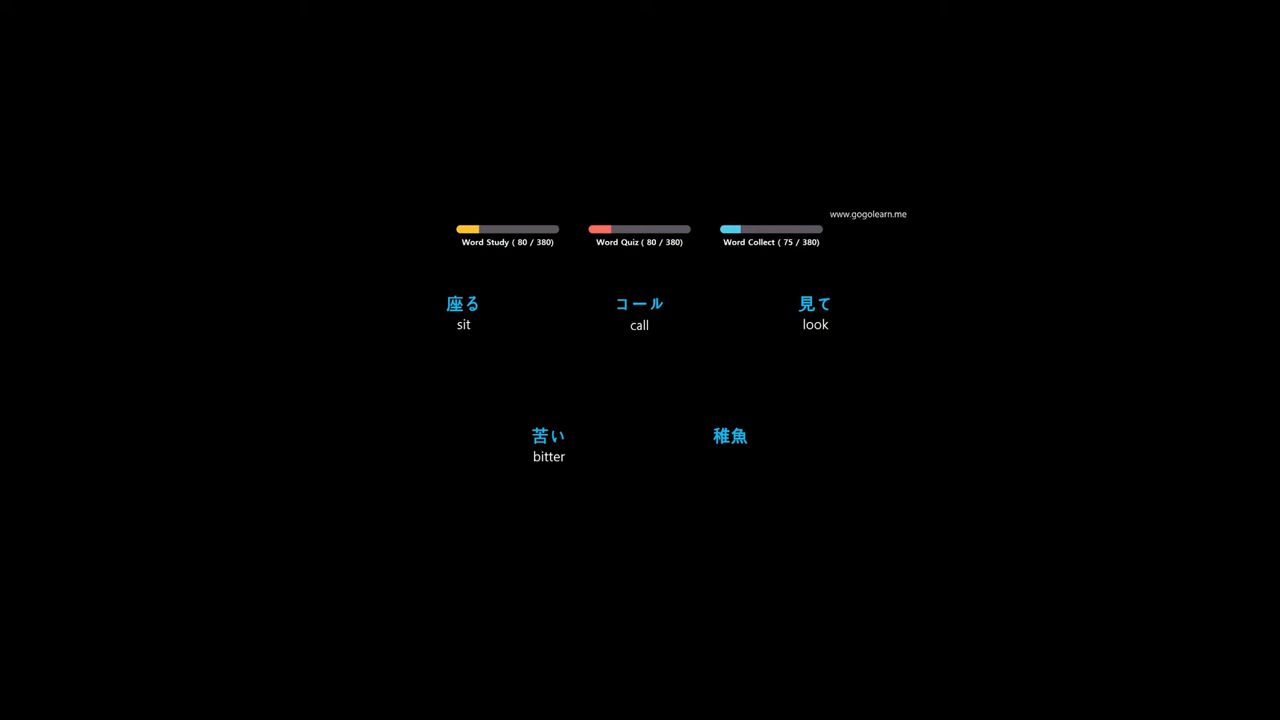 www.gogolearn.me
Word Study ( 80 / 380)
Word Quiz ( 80 / 380)
Word Collect ( 75 / 380)
座る
sit
コール
call
見て
look
苦い
bitter
稚魚